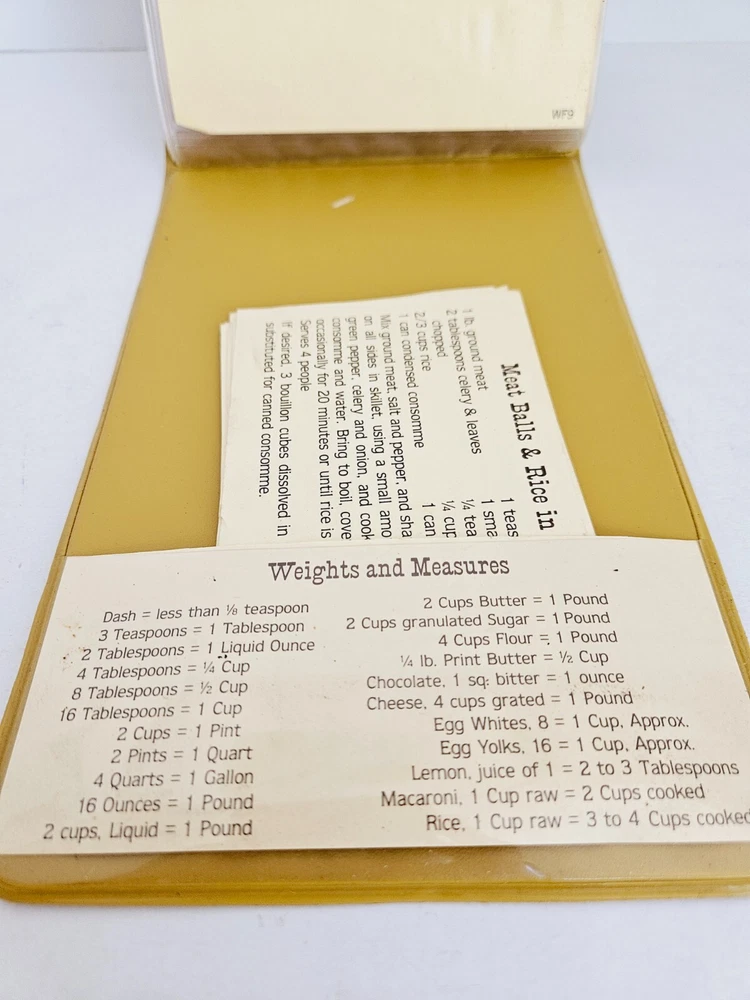 WF9
Meat Balls & Rice in
1 lb. ground meat
2 tablespoons celery & leaves
chopped
2/3 cups rice
1 can condensed consomme
1 teas
1 sma
¼ tea
¼ cup
1 can
Mix ground meat, salt and pepper, and sha
on all sides in skillet, using a small amo
green pepper, celery and onion, and cook
consomme and water. Bring to boil, cove
occasionally for 20 minutes or until rice is
Serves 4 people
If desired, 3 bouillon cubes dissolved in
substituted for canned consomme.
Weights and Measures
Dash = less than ⅛ teaspoon
3 Teaspoons = 1 Tablespoon
2 Tablespoons = 1 Liquid Ounce
4 Tablespoons = ¼ Cup
8 Tablespoons = ½ Cup
16 Tablespoons = 1 Cup
2 Cups = 1 Pint
2 Pints = 1 Quart
4 Quarts = 1 Gallon
16 Ounces = 1 Pound
2 cups, Liquid = 1 Pound
2 Cups Butter = 1 Pound
2 Cups granulated Sugar = 1 Pound
4 Cups Flour = 1 Pound
¼ lb. Print Butter = ½ Cup
Chocolate, 1 sq. bitter = 1 ounce
Cheese, 4 cups grated = 1 Pound
Egg Whites, 8 = 1 Cup, Approx.
Egg Yolks, 16 = 1 Cup, Approx.
Lemon, juice of 1 = 2 to 3 Tablespoons
Macaroni, 1 Cup raw = 2 Cups cooked
Rice, 1 Cup raw = 3 to 4 Cups cooked